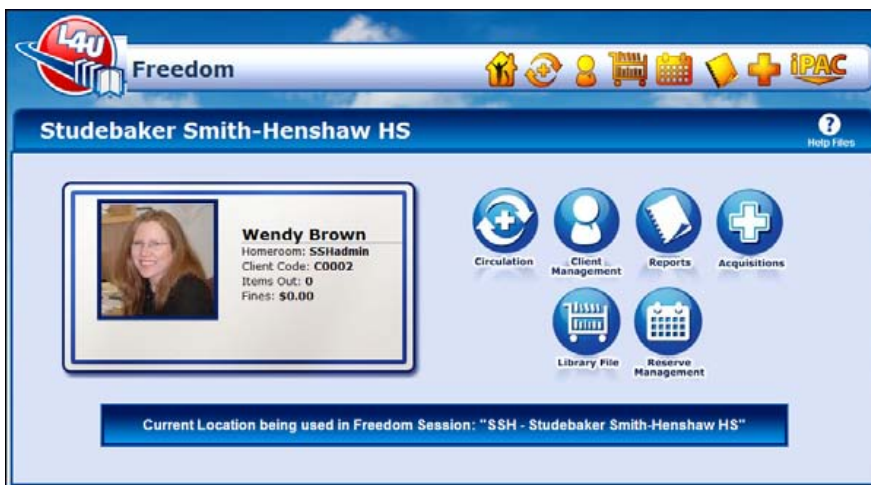 L4U
Freedom
iPAC
Studebaker Smith-Henshaw HS
?
Help Files
Wendy Brown
Homeroom: SSHadmin
Client Code: C0002
Items Out: 0
Fines: $0.00
Circulation
Client
Management
Reports
Acquisitions
Library File
Reserve
Management
Current Location being used in Freedom Session: "SSH - Studebaker Smith-Henshaw HS"